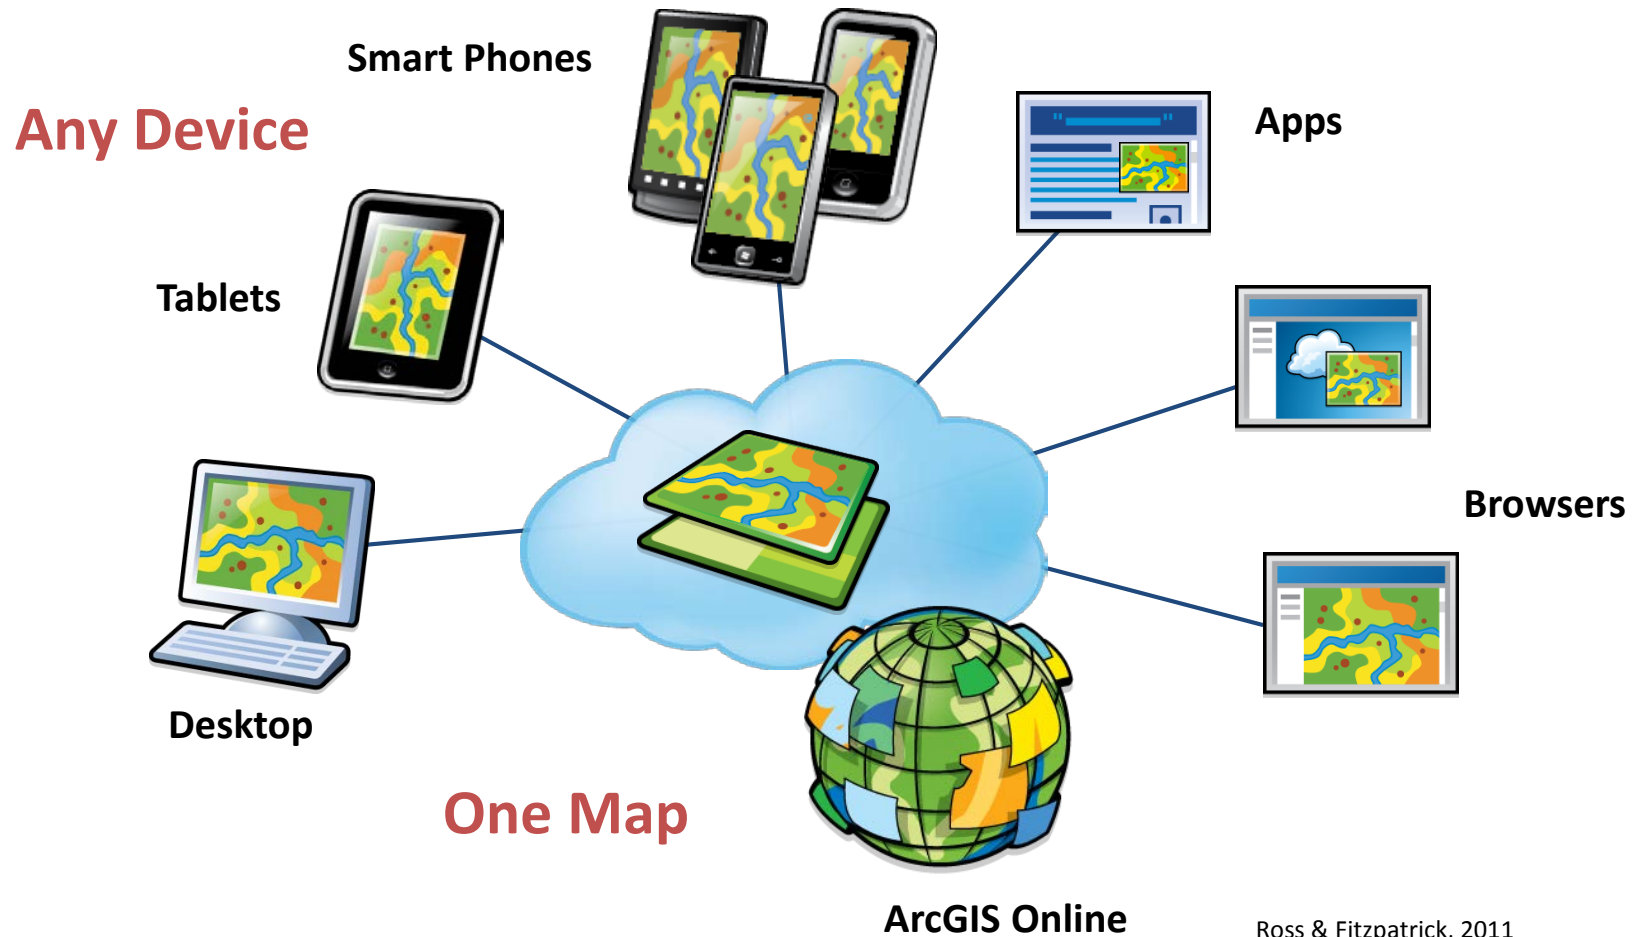 Smart Phones
Any Device
Apps
Tablets
Browsers
Desktop
One Map
ArcGIS Online
Ross & Fitzpatrick, 2011